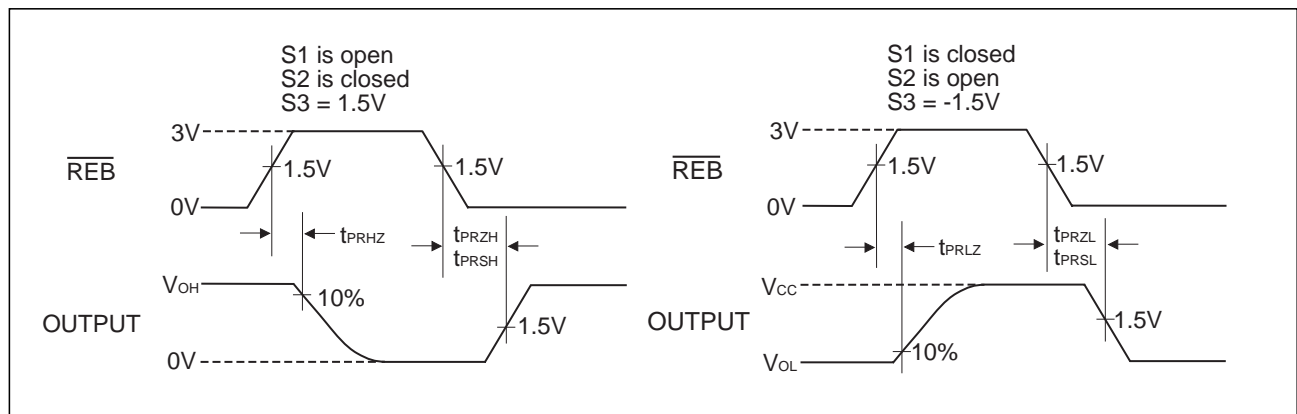 S1 is open
S2 is closed
S3 = 1.5V
3V
REB
1.5V
1.5V
0V
tPRHZ
tPRZH
tPRSH
VOH
10%
OUTPUT
1.5V
0V
S1 is closed
S2 is open
S3 = -1.5V
3V
REB
1.5V
1.5V
0V
tPRLZ
tPRZL
tPRSL
VCC
OUTPUT
1.5V
10%
VOL